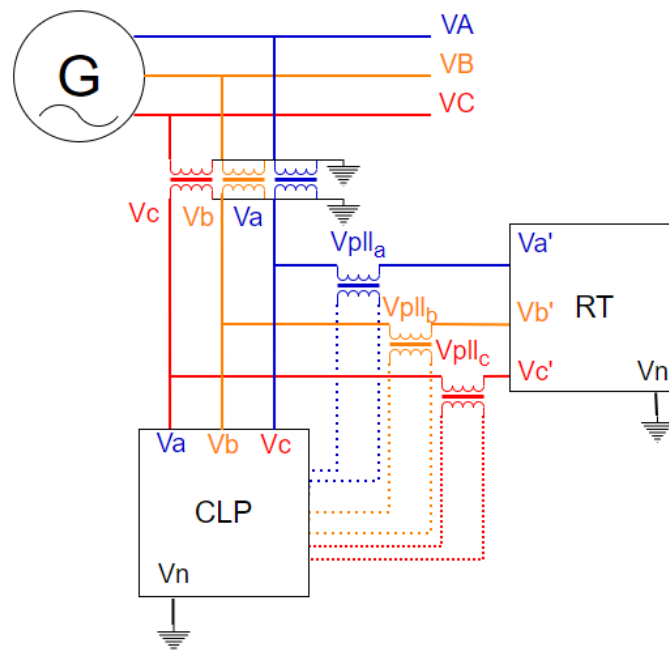 VA
G
VB
VC
Vc
Vb
Va
Vpll_a
Va'
Vpll_b
Vb'
RT
Vpll_c
Vc'
Vn
Va
Vb
Vc
CLP
Vn